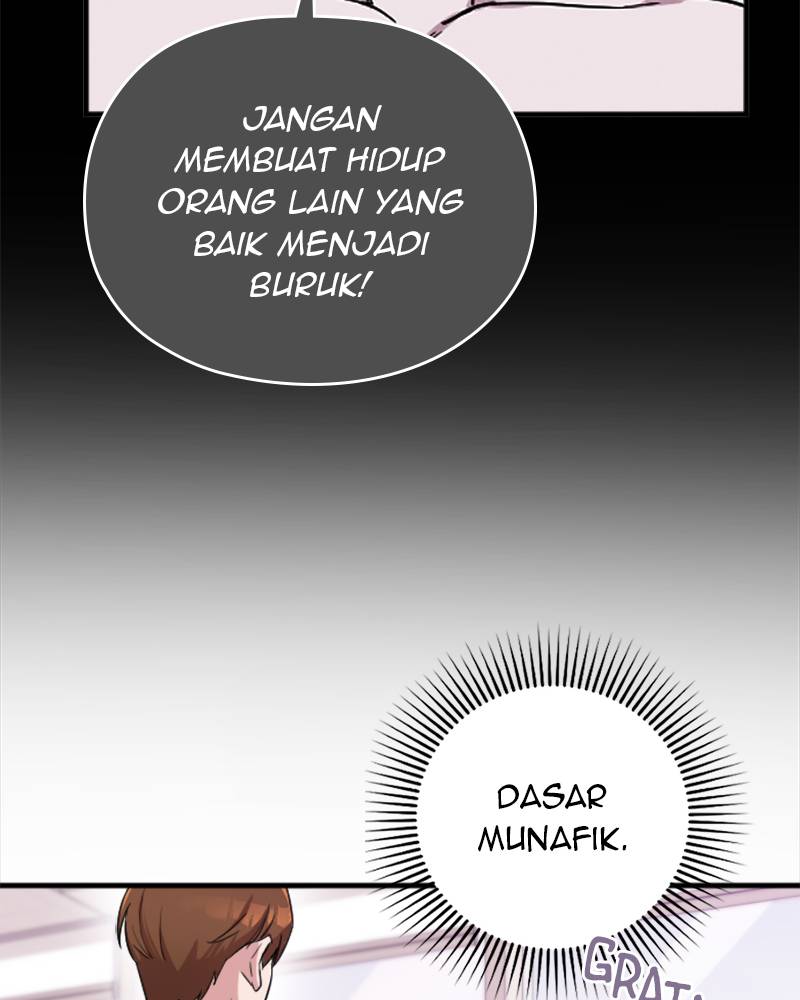 JANGAN
MEMBUAT HIDUP
ORANG LAIN YANG
BAIK MENJADI
BURUK!
DASAR
MUNAFIK.